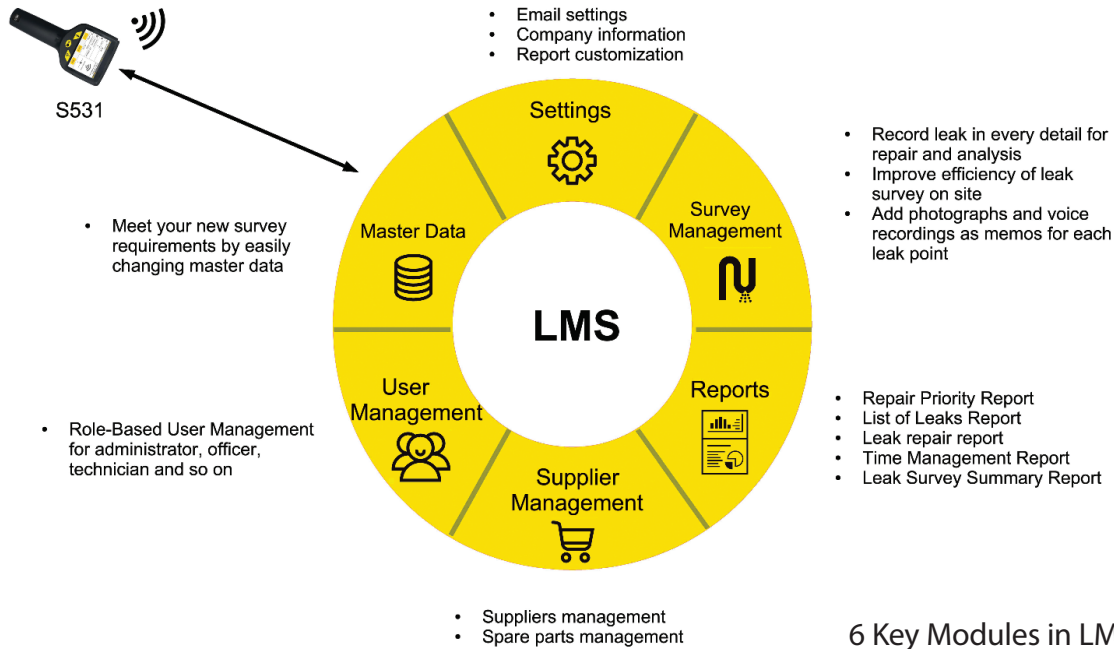 • Email settings
• Company information
• Report customization
S531
Settings
• Record leak in every detail for
repair and analysis
• Improve efficiency of leak
survey on site
• Add photographs and voice
recordings as memos for each
leak point
Survey
Management
Master Data
• Meet your new survey
requirements by easily
changing master data
LMS
User
Management
• Role-Based User Management
for administrator, officer,
technician and so on
Reports
• Repair Priority Report
• List of Leaks Report
• Leak repair report
• Time Management Report
• Leak Survey Summary Report
Supplier
Management
• Suppliers management
• Spare parts management
6 Key Modules in LM